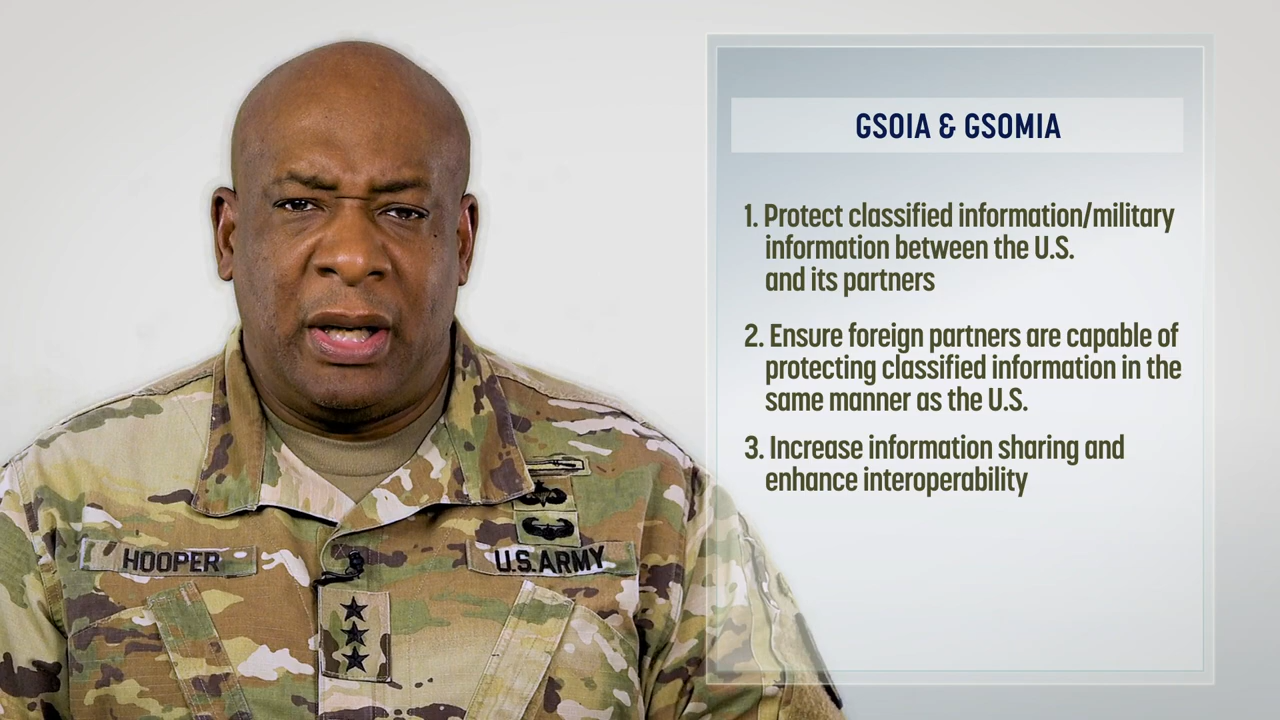 GSOIA & GSOMIA
1. Protect classified information/military
information between the U.S.
and its partners
2. Ensure foreign partners are capable of
protecting classified information in the
same manner as the U.S.
3. Increase information sharing and
enhance interoperability
HOOPER
U.S. ARMY